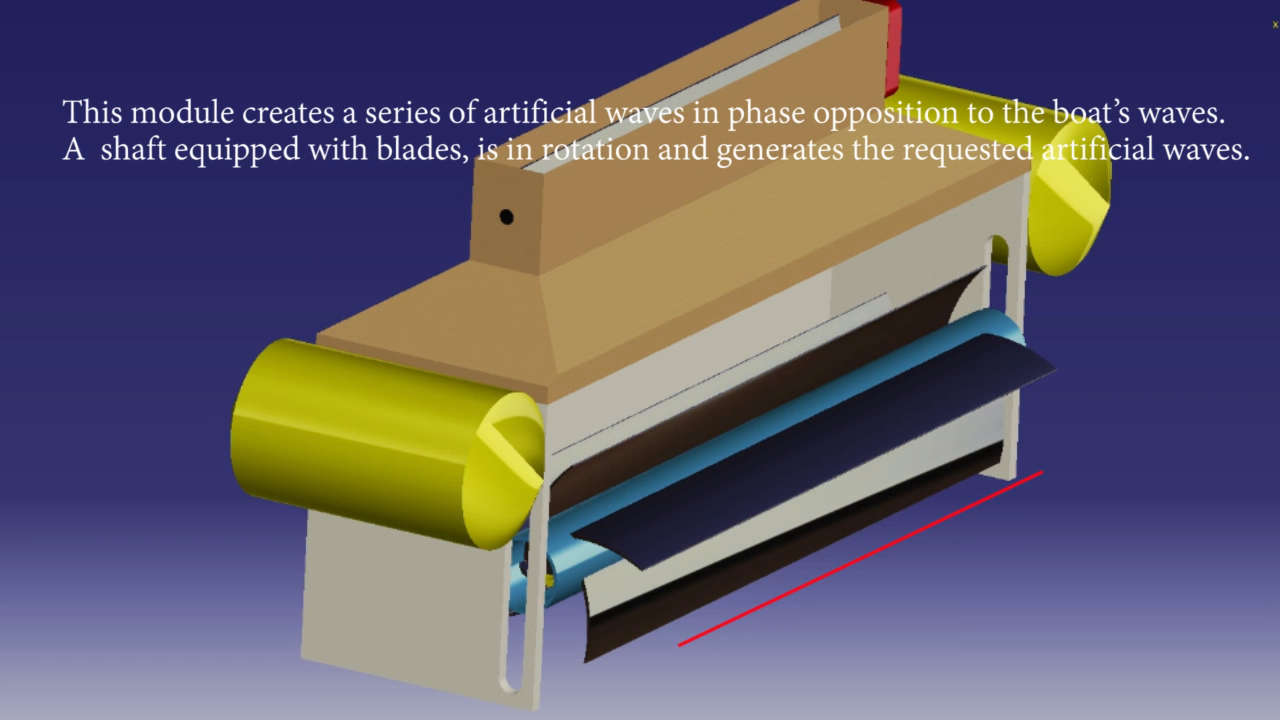 This module creates a series of artificial waves in phase opposition to the boat’s waves.
A shaft equipped with blades, is in rotation and generates the requested artificial waves.
x